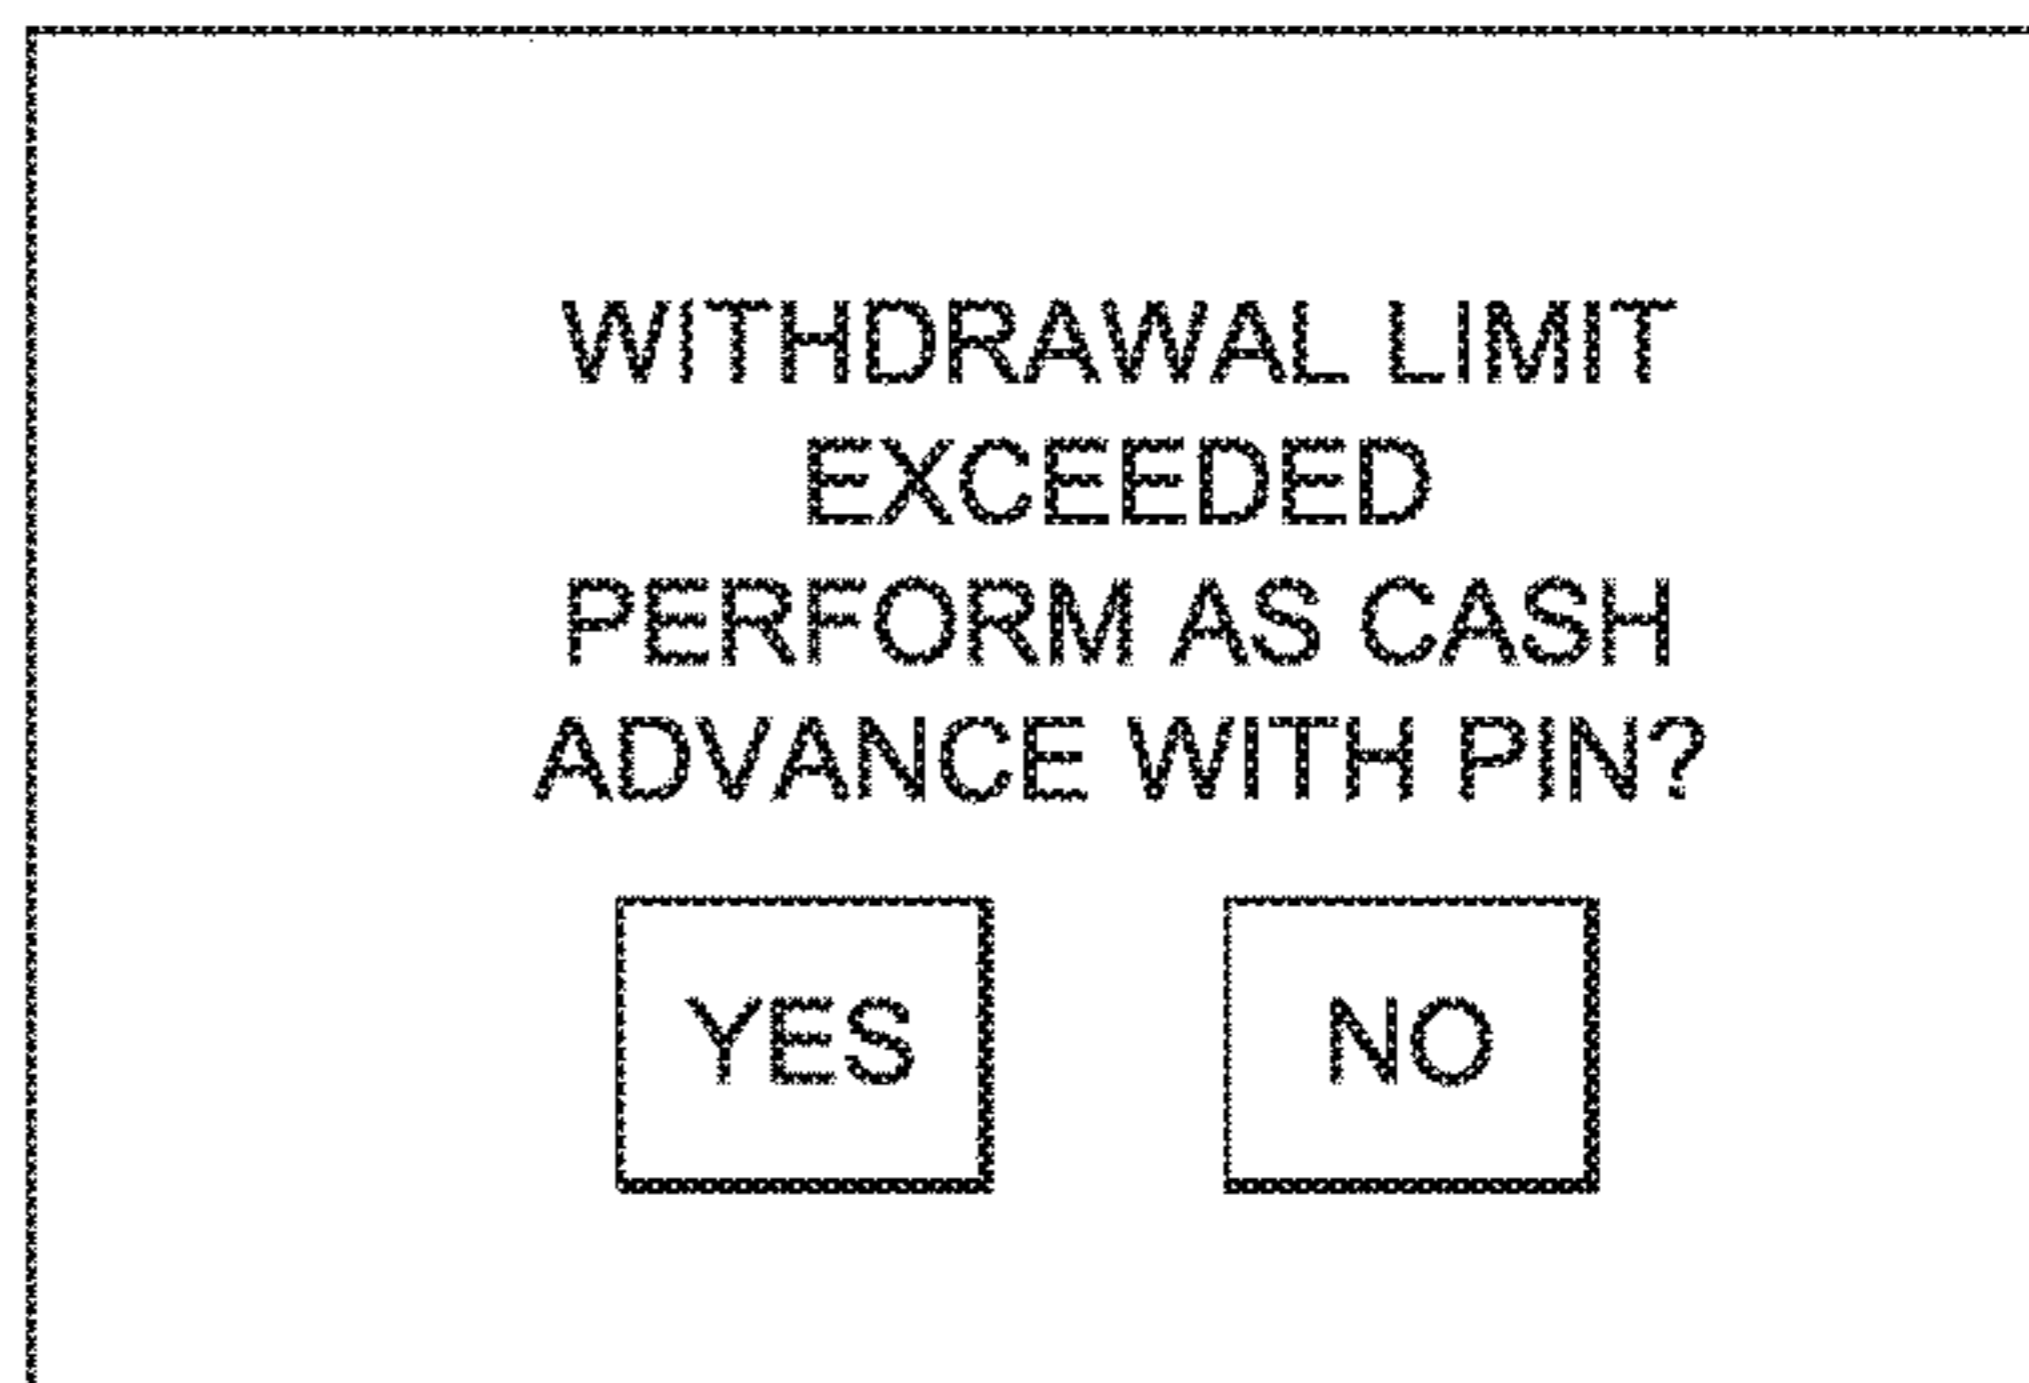 WITHDRAWAL LIMIT
EXCEEDED
PERFORM AS CASH
ADVANCE WITH PIN?
YES NO